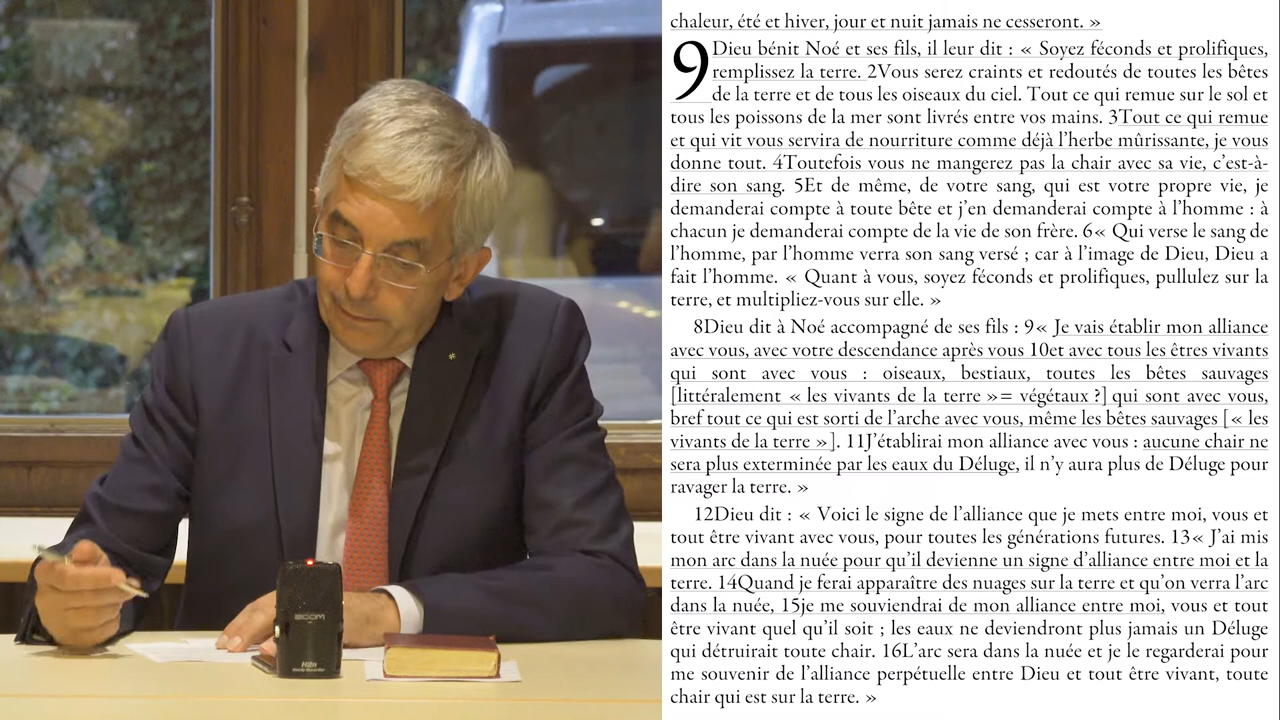 chaleur, été et hiver, jour et nuit jamais ne cesseront. »
9 Dieu bénit Noé et ses fils, il leur dit : « Soyez féconds et prolifiques,
remplissez la terre. 2Vous serez craints et redoutés de toutes les bêtes
de la terre et de tous les oiseaux du ciel. Tout ce qui remue sur le sol et
tous les poissons de la mer sont livrés entre vos mains. 3Tout ce qui remue
et qui vit vous servira de nourriture comme déjà l'herbe mûrissante, je vous
donne tout. 4Toutefois vous ne mangerez pas la chair avec sa vie, c'est-à-
dire son sang. 5Et de même, de votre sang, qui est votre propre vie, je
demanderai compte à toute bête et j'en demanderai compte à l'homme : à
chacun je demanderai compte de la vie de son frère. 6« Qui verse le sang de
l'homme, par l'homme verra son sang versé ; car à l'image de Dieu, Dieu a
fait l'homme. « Quant à vous, soyez féconds et prolifiques, pullulez sur la
terre, et multipliez-vous sur elle. »
8Dieu dit à Noé accompagné de ses fils : 9« Je vais établir mon alliance
avec vous, avec votre descendance après vous 10et avec tous les êtres vivants
qui sont avec vous : oiseaux, bestiaux, toutes les bêtes sauvages
[littéralement « les vivants de la terre »= végétaux ?] qui sont avec vous,
bref tout ce qui est sorti de l'arche avec vous, même les bêtes sauvages [« les
vivants de la terre »]. 11J'établirai mon alliance avec vous : aucune chair ne
sera plus exterminée par les eaux du Déluge, il n'y aura plus de Déluge pour
ravager la terre. »
12Dieu dit : « Voici le signe de l'alliance que je mets entre moi, vous et
tout être vivant avec vous, pour toutes les générations futures. 13« J'ai mis
mon arc dans la nuée pour qu'il devienne un signe d'alliance entre moi et la
terre. 14Quand je ferai apparaître des nuages sur la terre et qu'on verra l'arc
dans la nuée, 15je me souviendrai de mon alliance entre moi, vous et tout
être vivant quel qu'il soit ; les eaux ne deviendront plus jamais un Déluge
qui détruirait toute chair. 16L'arc sera dans la nuée et je le regarderai pour
me souvenir de l'alliance perpétuelle entre Dieu et tout être vivant, toute
chair qui est sur la terre. »
ZOOM
H2n
Handy Recorder